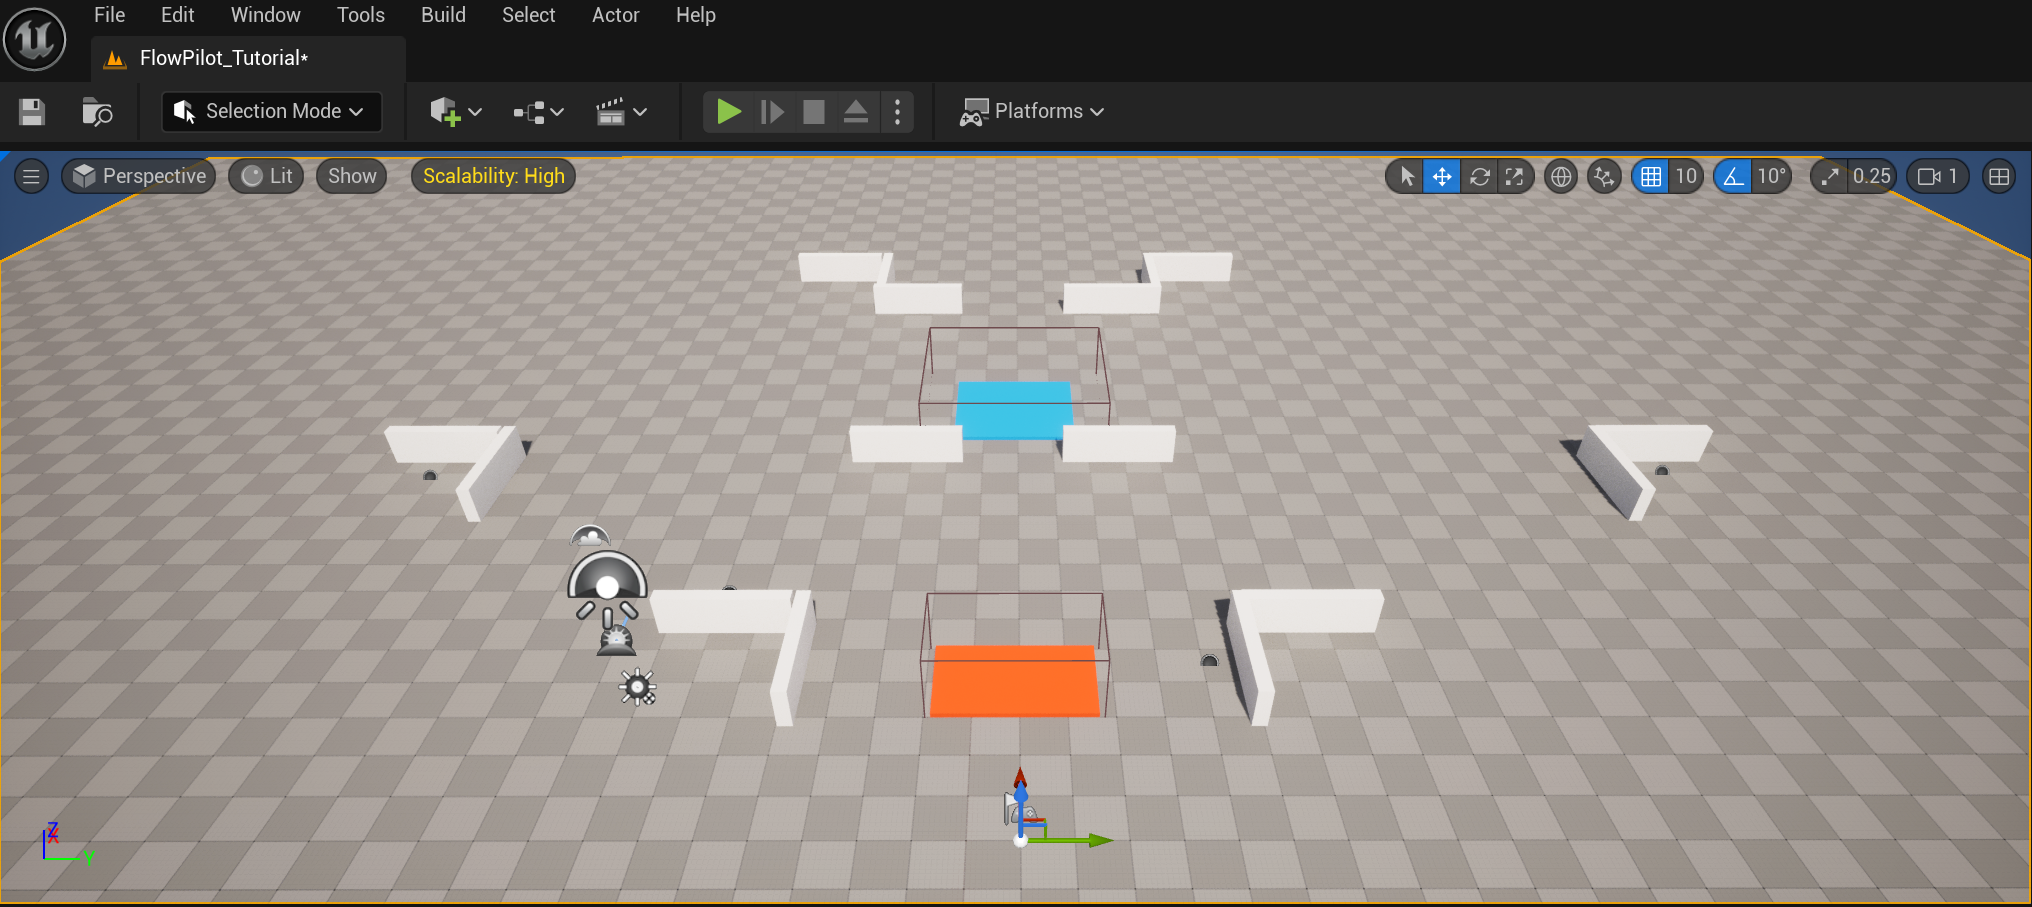 File Edit Window Tools Build Select Actor Help
FlowPilot_Tutorial*
Selection Mode Platforms
Perspective Lit Show Scalability: High 10 10° 0.25 1
Z
X
Y